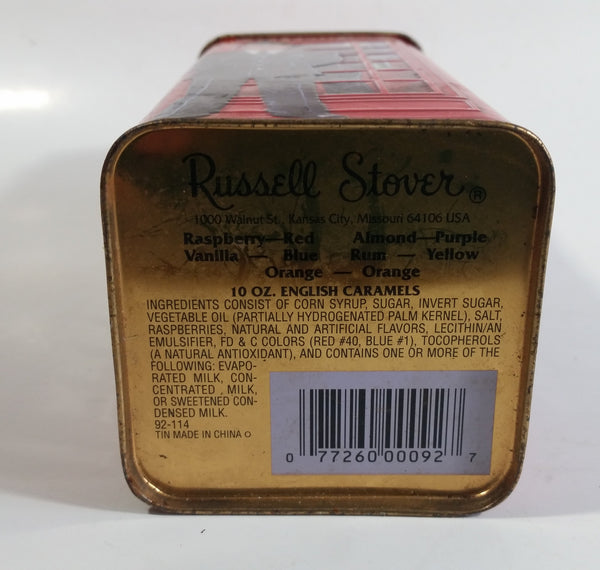 Russell Stover®
1000 Walnut St., Kansas City, Missouri 64106 USA
Raspberry—Red Almond—Purple
Vanilla — Blue Rum — Yellow
Orange — Orange
10 OZ. ENGLISH CARAMELS
INGREDIENTS CONSIST OF CORN SYRUP, SUGAR, INVERT SUGAR,
VEGETABLE OIL (PARTIALLY HYDROGENATED PALM KERNEL), SALT,
RASPBERRIES, NATURAL AND ARTIFICIAL FLAVORS, LECITHIN/AN
EMULSIFIER, FD & C COLORS (RED #40, BLUE #1), TOCOPHEROLS
(A NATURAL ANTIOXIDANT), AND CONTAINS ONE OR MORE OF THE
FOLLOWING: EVAPO-
RATED MILK, CON-
CENTRATED MILK,
OR SWEETENED CON-
DENSED MILK.
92-114
TIN MADE IN CHINA
0 77260 00092 7